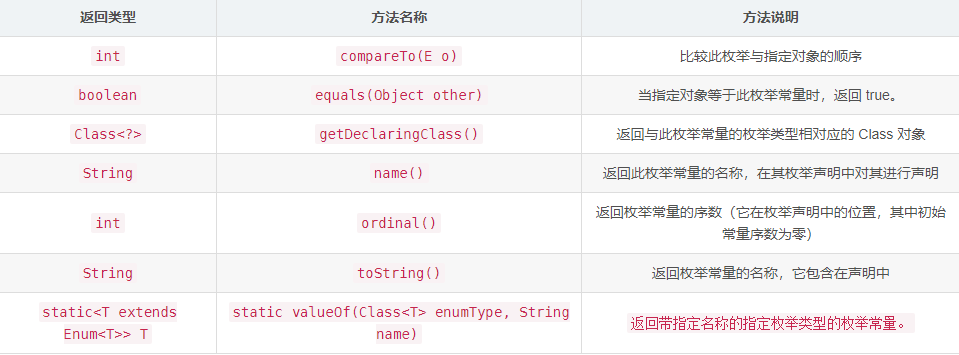 返回类型 方法名称 方法说明
int compareTo(E o) 比较此枚举与指定对象的顺序
boolean equals(Object other) 当指定对象等于此枚举常量时，返回 true。
Class<?> getDeclaringClass() 返回与此枚举常量的枚举类型相对应的 Class 对象
String name() 返回此枚举常量的名称，在其枚举声明中对其进行声明
int ordinal() 返回枚举常量的序数（它在枚举声明中的位置，其中初始
常量序数为零）
String toString() 返回枚举常量的名称，它包含在声明中
static<T extends
Enum<T>> T
static valueOf(Class<T> enumType, String
name)
返回带指定名称的指定枚举类型的枚举常量。